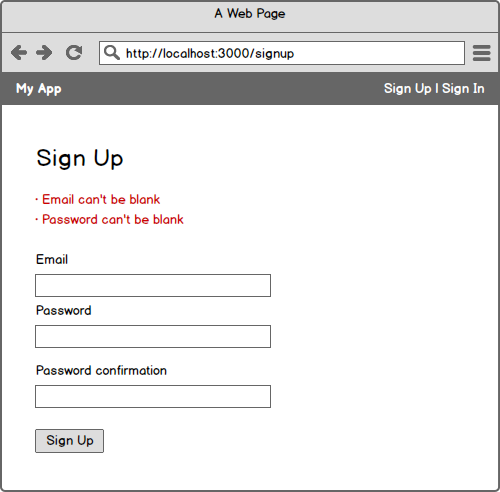 A Web Page
http://localhost:3000/signup
My App
Sign Up | Sign In
Sign Up
· Email can't be blank
· Password can't be blank
Email
Password
Password confirmation
Sign Up